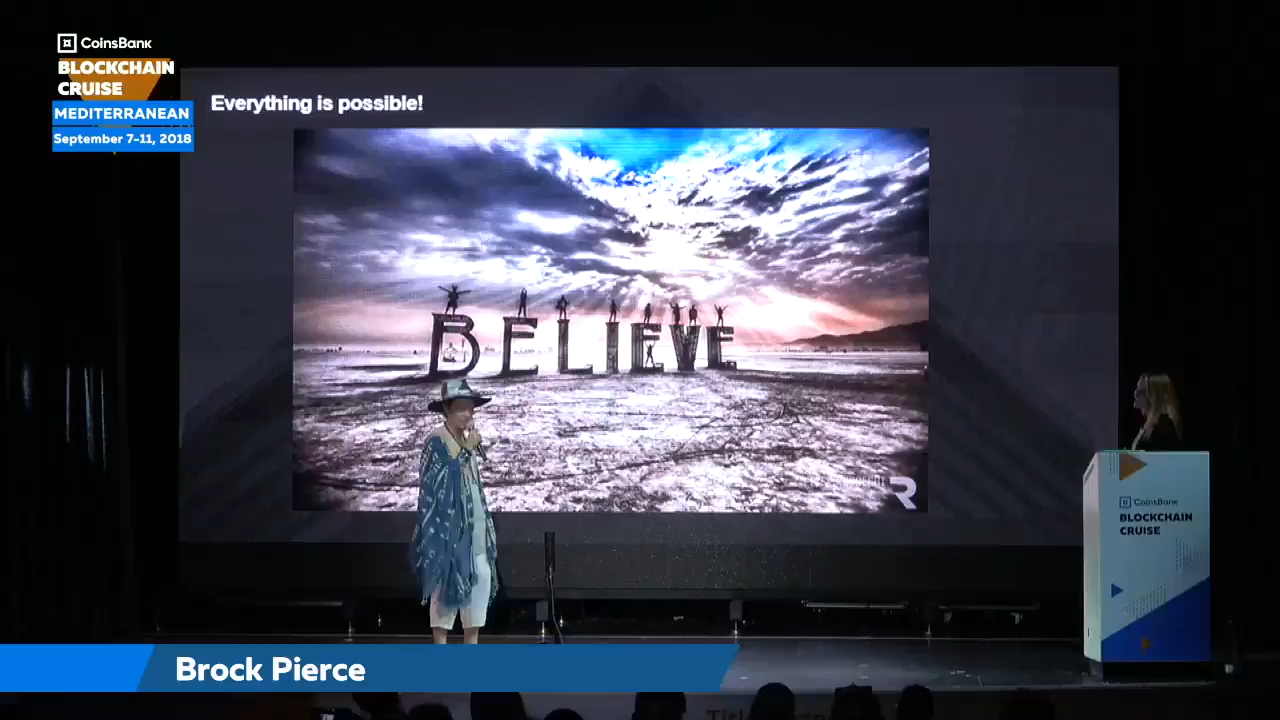 CoinsBank
BLOCKCHAIN
CRUISE
MEDITERRANEAN
September 7-11, 2018
Everything is possible!
BELIEVE
R
CoinsBank
BLOCKCHAIN
CRUISE
Brock Pierce